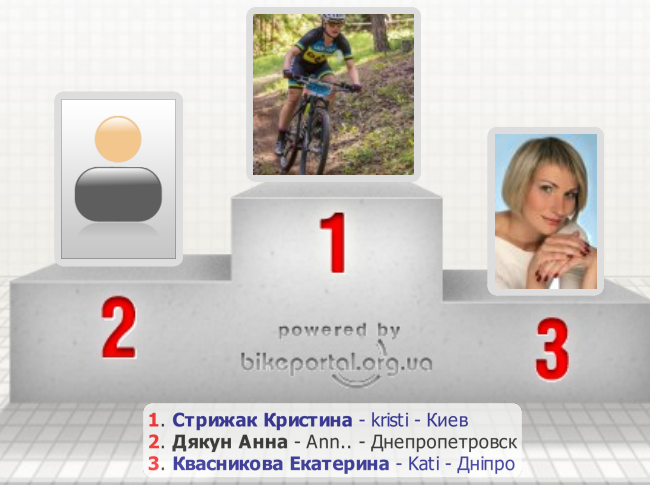 1
2
3
powered by
bikeportal.org.ua
1. Стрижак Кристина - kristi - Киев
2. Дякун Анна - Ann.. - Днепропетровск
3. Квасникова Екатерина - Kati - Дніпро